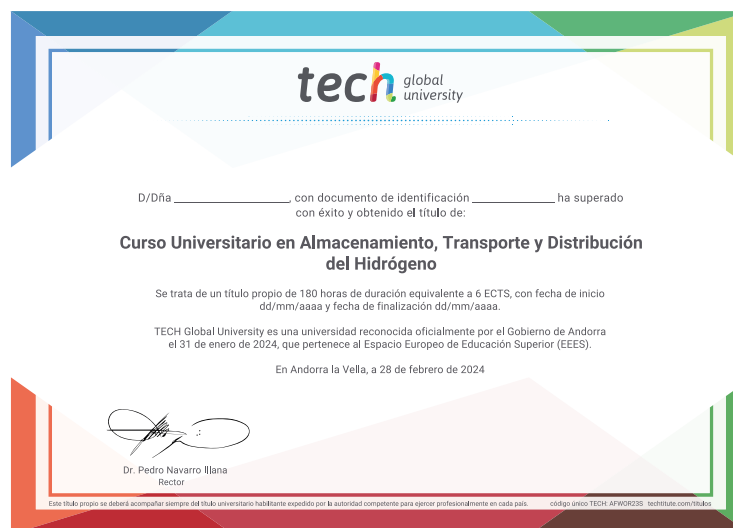 tech global university
D/Dña ____________________, con documento de identificación ______________ ha superado
con éxito y obtenido el título de:
Curso Universitario en Almacenamiento, Transporte y Distribución
del Hidrógeno
Se trata de un título propio de 180 horas de duración equivalente a 6 ECTS, con fecha de inicio
dd/mm/aaaa y fecha de finalización dd/mm/aaaa.
TECH Global University es una universidad reconocida oficialmente por el Gobierno de Andorra
el 31 de enero de 2024, que pertenece al Espacio Europeo de Educación Superior (EEES).
En Andorra la Vella, a 28 de febrero de 2024
Dr. Pedro Navarro Illana
Rector
Este título propio se deberá acompañar siempre del título universitario habilitante expedido por la autoridad competente para ejercer profesionalmente en cada país. código único TECH: AFWOR23S techtitute.com/titulos